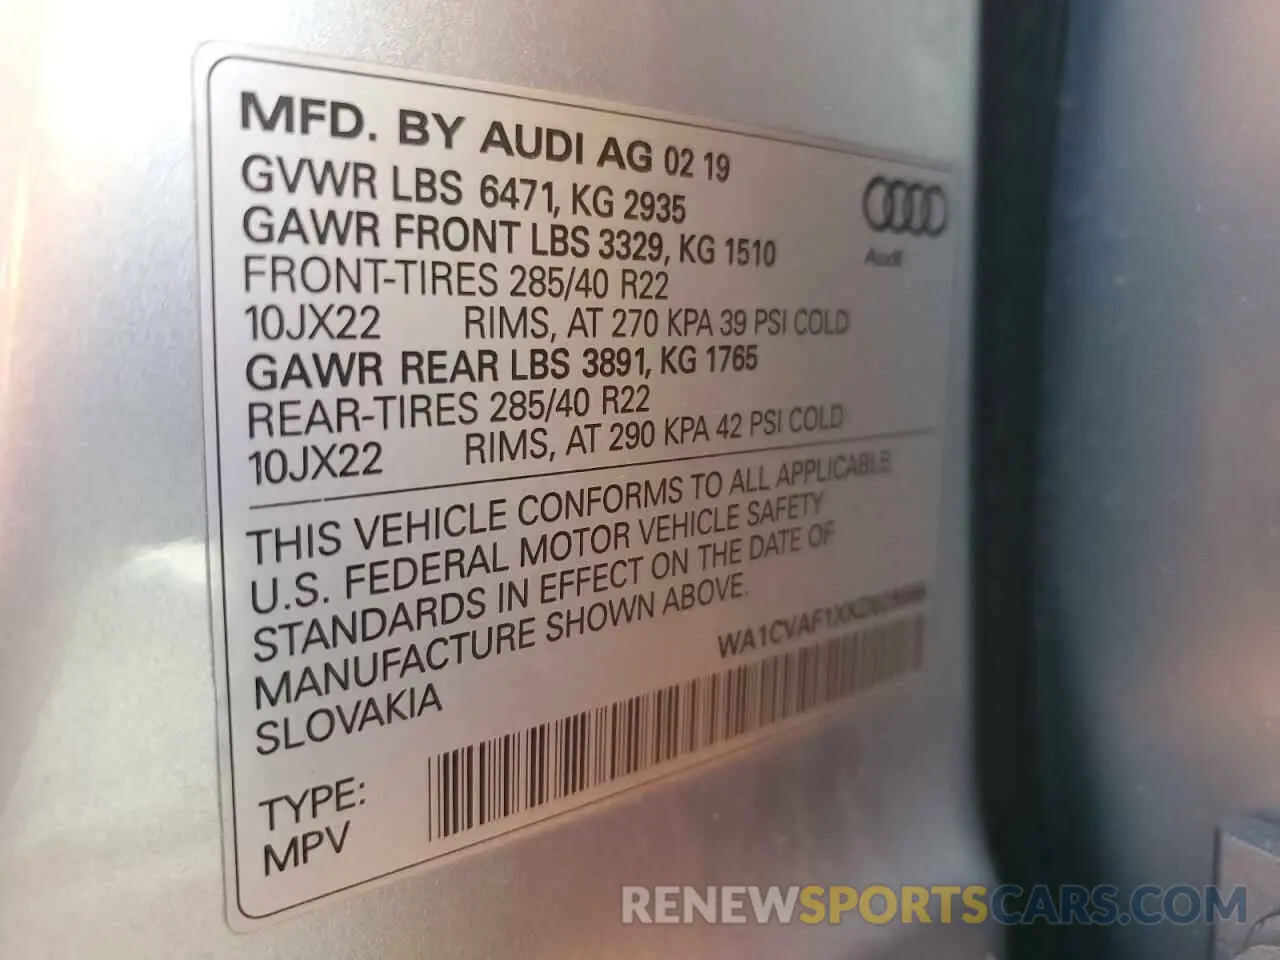 MFD. BY AUDI AG 02 19
GVWR LBS 6471, KG 2935
GAWR FRONT LBS 3329, KG 1510
FRONT-TIRES 285/40 R22
10JX22 RIMS, AT 270 KPA 39 PSI COLD
GAWR REAR LBS 3891, KG 1765
REAR-TIRES 285/40 R22
10JX22 RIMS, AT 290 KPA 42 PSI COLD
Audi
THIS VEHICLE CONFORMS TO ALL APPLICABLE
U.S. FEDERAL MOTOR VEHICLE SAFETY
STANDARDS IN EFFECT ON THE DATE OF
MANUFACTURE SHOWN ABOVE.
SLOVAKIA
TYPE:
MPV
RENEWSPORTSCARS.COM